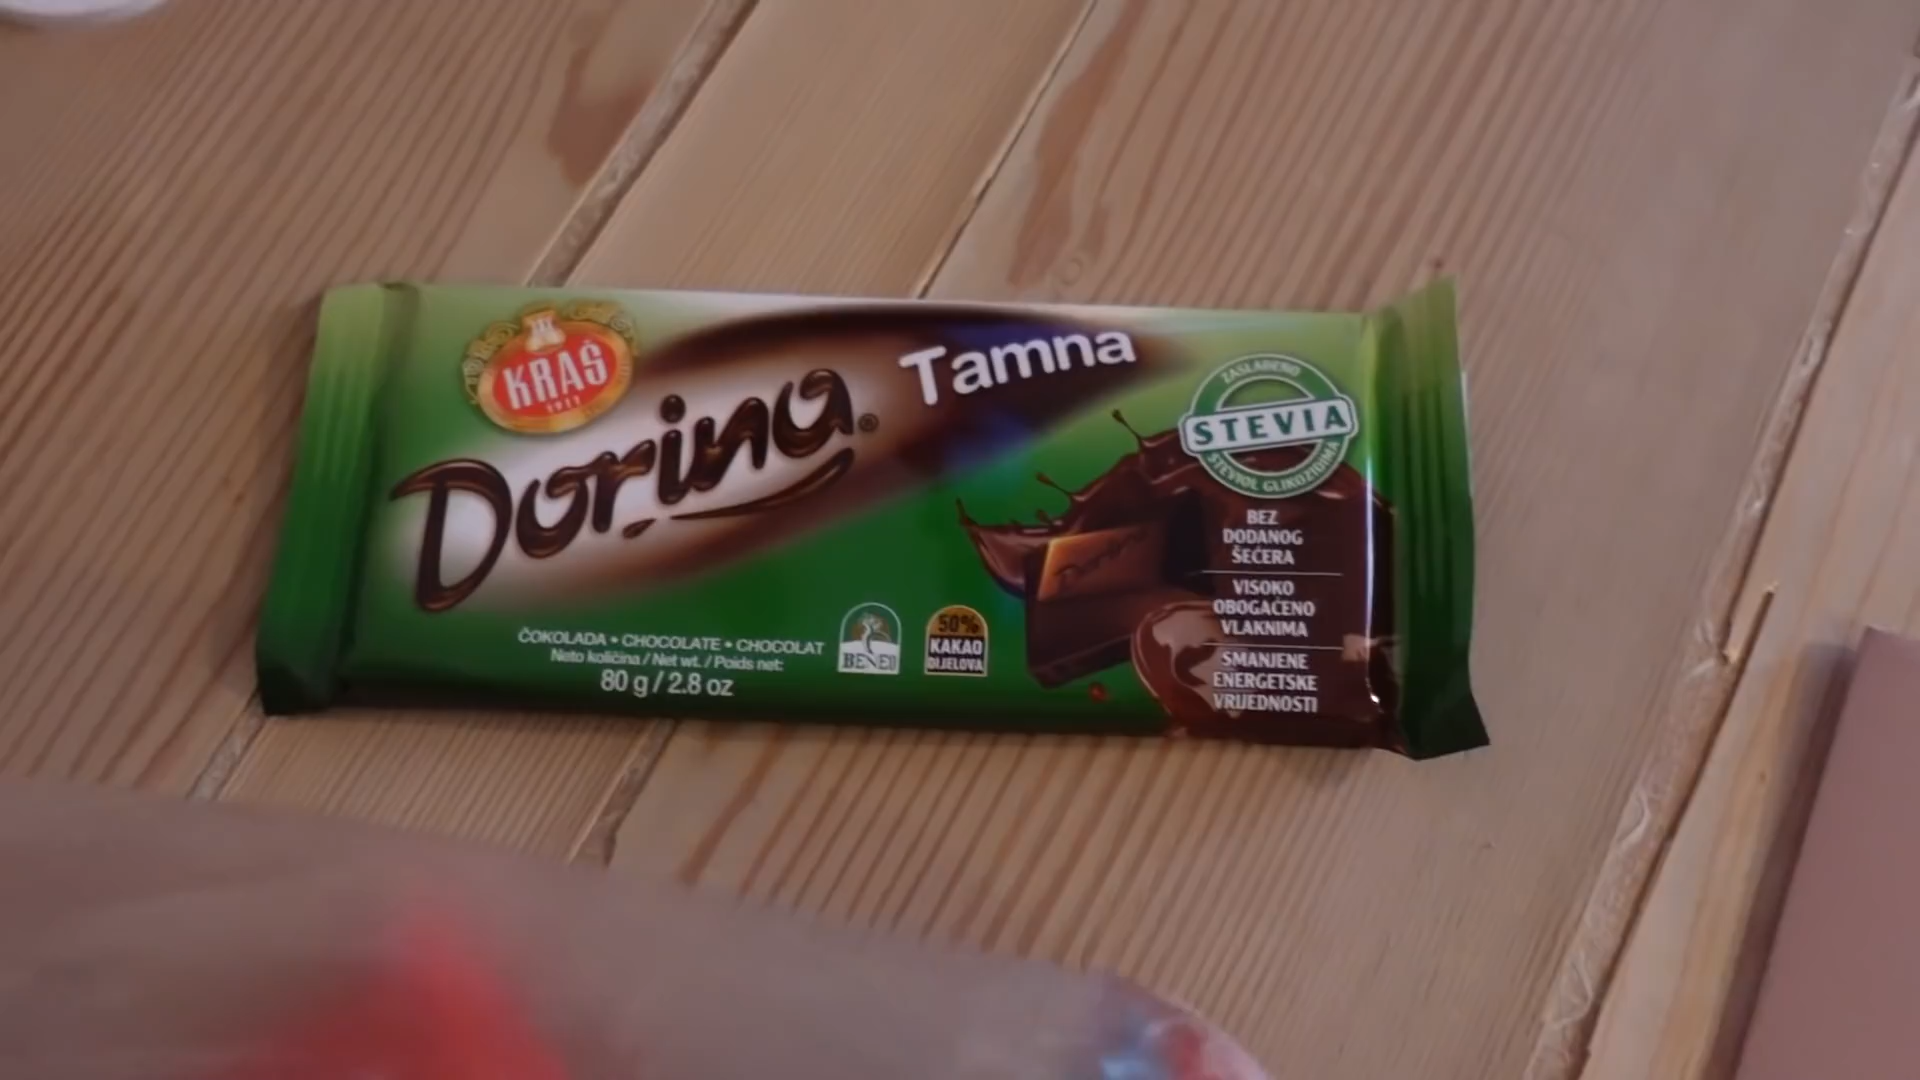 KRAŠ
1911
Dorina®
Tamna
ZASLAĐENO
STEVIA
STEVIOL GLIKOZIDIMA
BEZ
DODANOG
ŠEĆERA
VISOKO
OBOGAĆENO
VLAKNIMA
SMANJENE
ENERGETSKE
VRIJEDNOSTI
ČOKOLADA • CHOCOLATE • CHOCOLAT
Neto količina / Net wt. / Poids net:
80 g / 2.8 oz
BENEO
50%
KAKAO
DIJELOVA